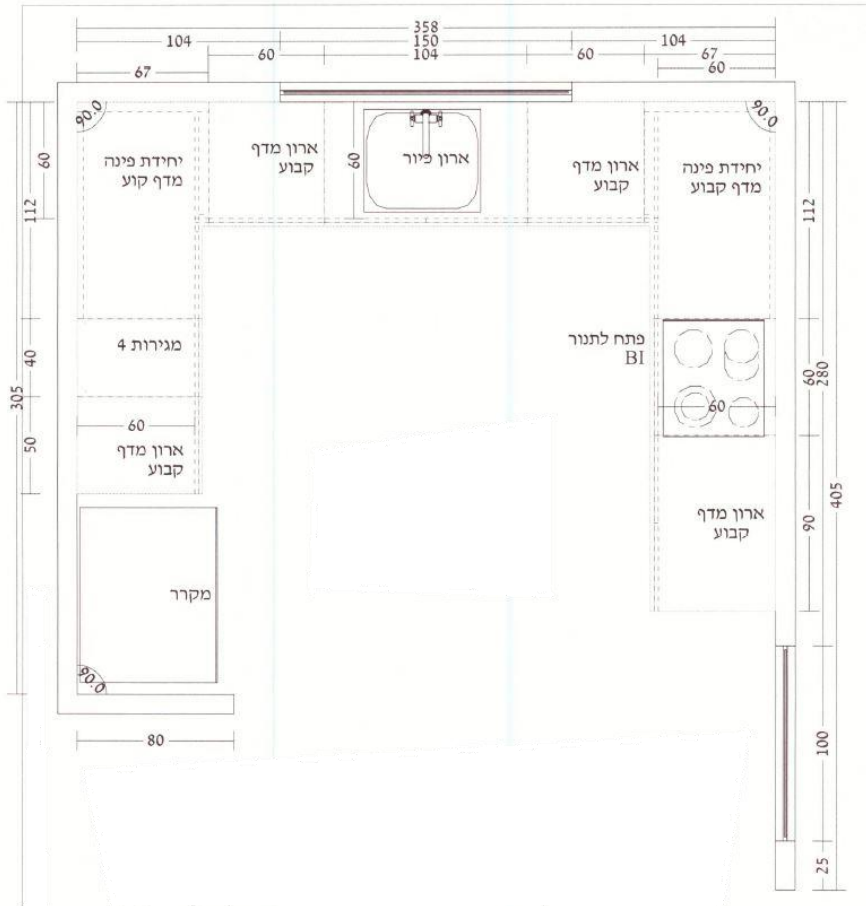 358
104 150 104
60 104 60 67
67 60
90.0
90.0
יחידת פינה
מדף קוע
ארון מדף
קבוע
ארון כיור
ארון מדף
קבוע
יחידת פינה
מדף קבוע
60
112
60
112
מגירות 4
40
פתח לתנור
BI
60
60
280
305
60
ארון מדף
קבוע
50
405
ארון מדף
קבוע
90
מקרר
90.0
80
100
25